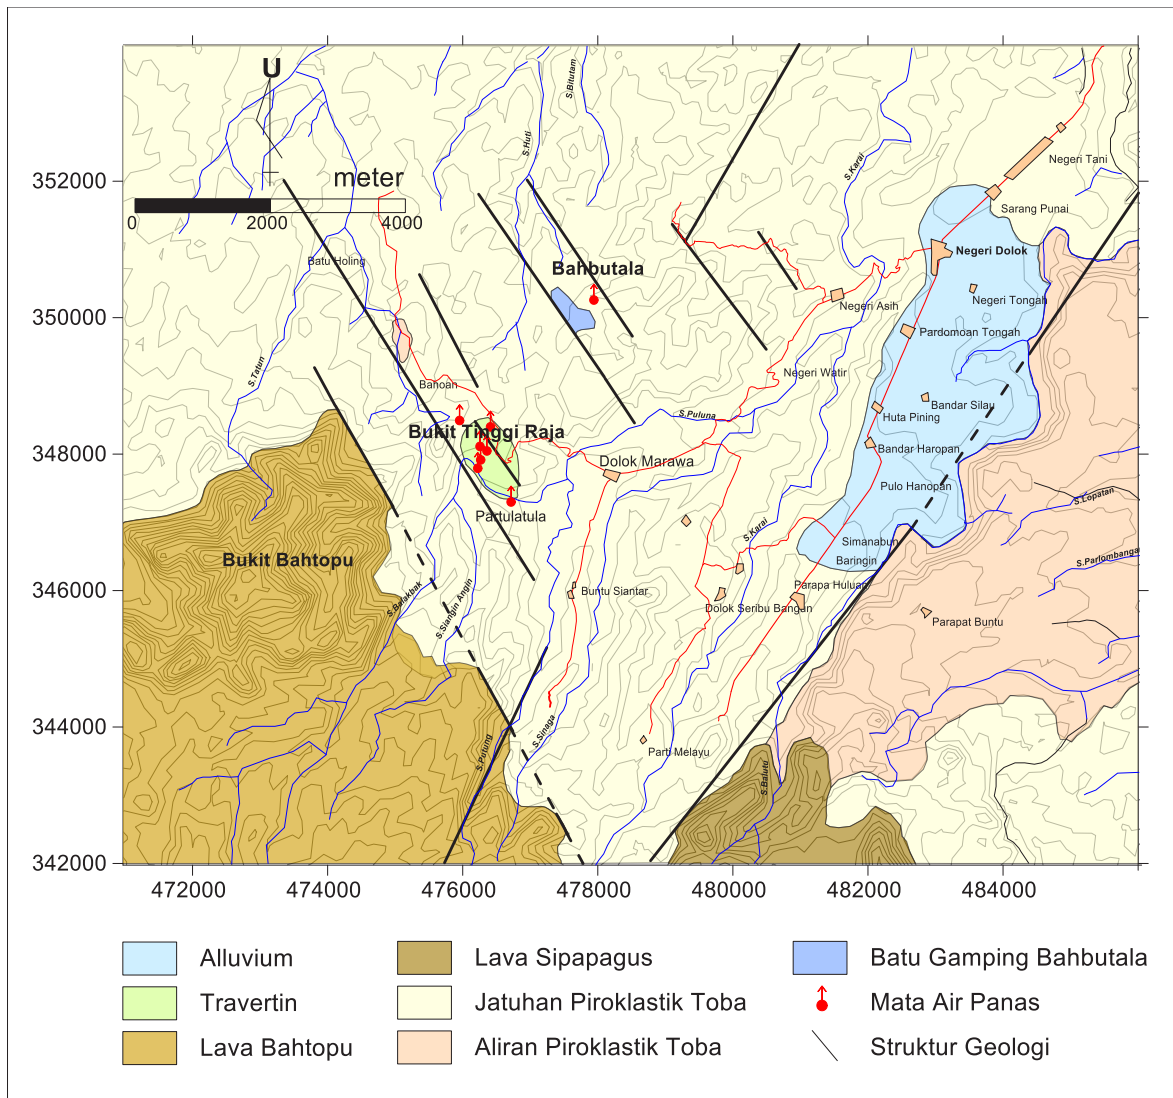 U
S.Bitutam
S.Huti
S.Karai
Negeri Tani
352000
meter
Sarang Punai
0
2000
4000
Negeri Dolok
Batu Holing
Bahbutala
Negeri Tongah
Negeri Asih
350000
Pardomoan Tongah
S.Tatun
Negeri Watir
Bahoan
Bandar Silau
S.Puluna
Huta Pining
Bukit Tinggi Raja
348000
Bandar Haropan
Dolok Marawa
Pulo Hanopan
S.Lopatan
Partulatula
S.Karai
Simanabun
Bukit Bahtopu
Baringin
S.Parlombangan
346000
Parapa Huluan
Buntu Siantar
S.Balakbak
S.Siangin Angin
Dolok Seribu Bangun
Parapat Buntu
344000
S.Sinaga
S.Putung
Parti Melayu
S.Balutu
342000
472000
474000
476000
478000
480000
482000
484000
Alluvium
Lava Sipapagus
Batu Gamping Bahbutala
Travertin
Jatuhan Piroklastik Toba
Mata Air Panas
Lava Bahtopu
Aliran Piroklastik Toba
Struktur Geologi